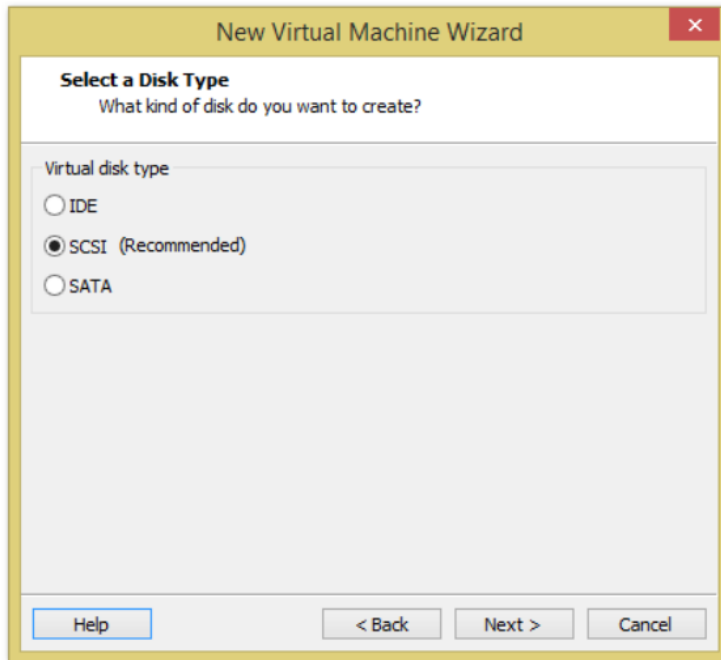 New Virtual Machine Wizard
Select a Disk Type
What kind of disk do you want to create?
Virtual disk type
IDE
SCSI (Recommended)
SATA
Help < Back Next > Cancel